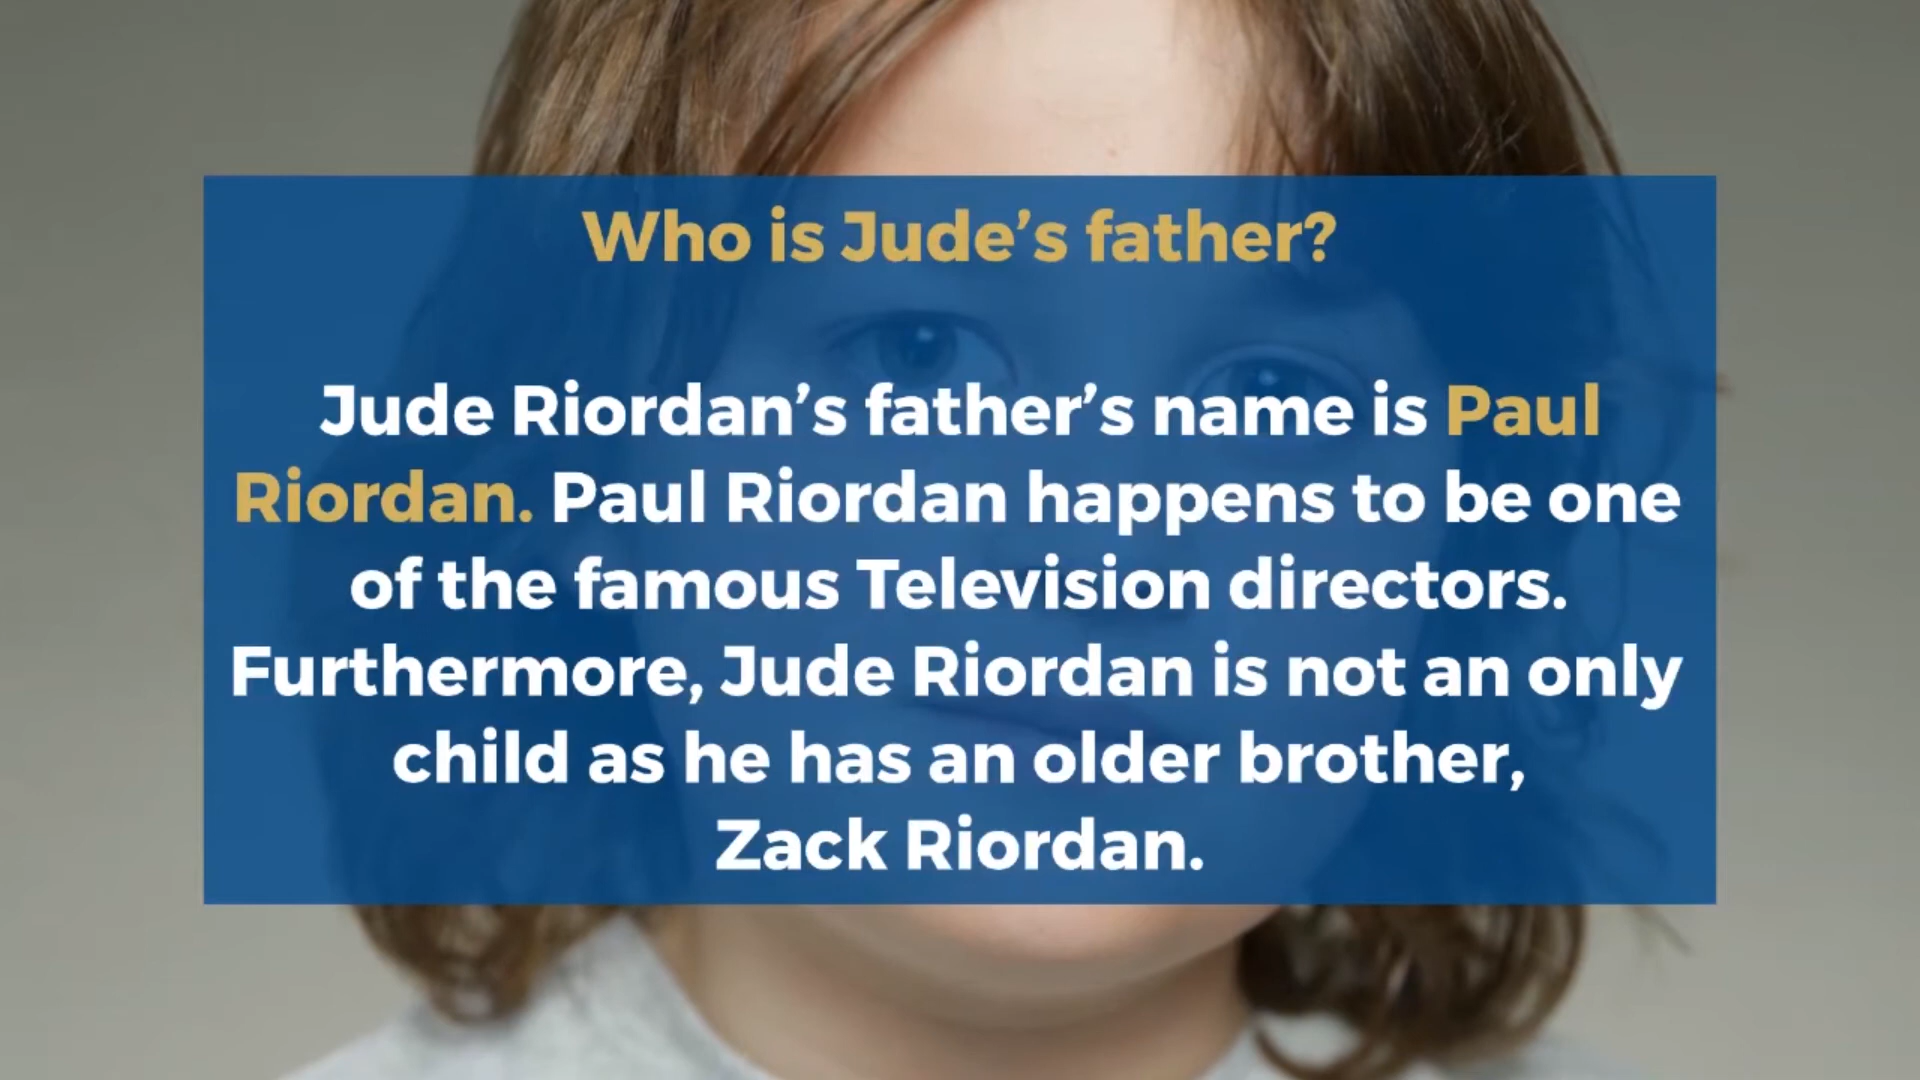 Who is Jude’s father?
Jude Riordan’s father’s name is Paul
Riordan. Paul Riordan happens to be one
of the famous Television directors.
Furthermore, Jude Riordan is not an only
child as he has an older brother,
Zack Riordan.